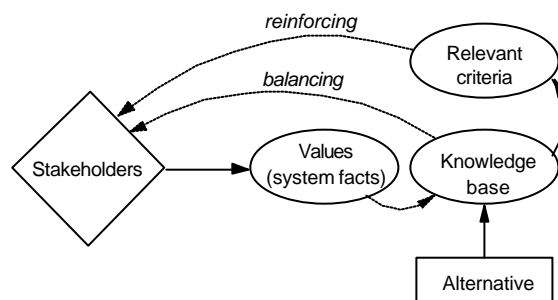 reinforcing
Relevant
criteria
balancing
Stakeholders
Values
(system facts)
Knowledge
base
Alternative